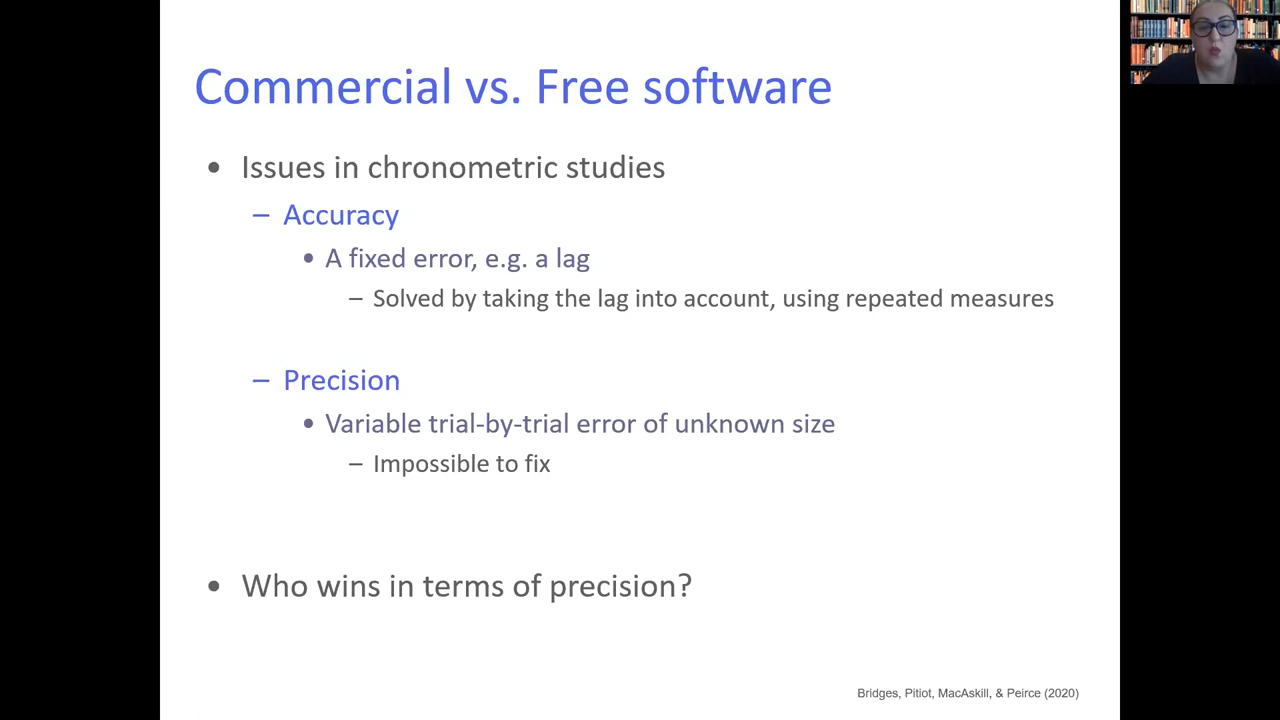 Commercial vs. Free software
• Issues in chronometric studies
– Accuracy
• A fixed error, e.g. a lag
– Solved by taking the lag into account, using repeated measures
– Precision
• Variable trial-by-trial error of unknown size
– Impossible to fix
• Who wins in terms of precision?
Bridges, Pitiot, MacAskill, & Peirce (2020)